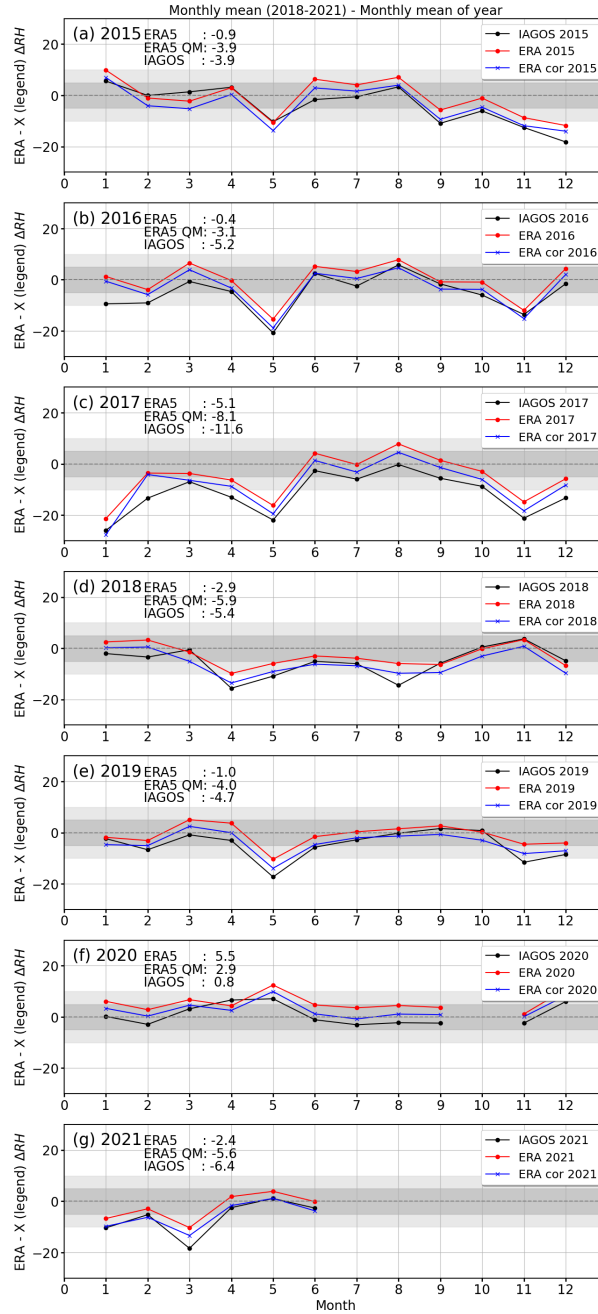 Monthly mean (2018-2021) - Monthly mean of year
(a) 2015
ERA5 : -0.9
ERA5 QM: -3.9
IAGOS : -3.9
IAGOS 2015
ERA 2015
ERA cor 2015
ERA - X (legend) ΔRH
20
0
−20
0 1 2 3 4 5 6 7 8 9 10 11 12
(b) 2016
ERA5 : -0.4
ERA5 QM: -3.1
IAGOS : -5.2
IAGOS 2016
ERA 2016
ERA cor 2016
ERA - X (legend) ΔRH
20
0
−20
0 1 2 3 4 5 6 7 8 9 10 11 12
(c) 2017
ERA5 : -5.1
ERA5 QM: -8.1
IAGOS : -11.6
IAGOS 2017
ERA 2017
ERA cor 2017
ERA - X (legend) ΔRH
20
0
−20
0 1 2 3 4 5 6 7 8 9 10 11 12
(d) 2018
ERA5 : -2.9
ERA5 QM: -5.9
IAGOS : -5.4
IAGOS 2018
ERA 2018
ERA cor 2018
ERA - X (legend) ΔRH
20
0
−20
0 1 2 3 4 5 6 7 8 9 10 11 12
(e) 2019
ERA5 : -1.0
ERA5 QM: -4.0
IAGOS : -4.7
IAGOS 2019
ERA 2019
ERA cor 2019
ERA - X (legend) ΔRH
20
0
−20
0 1 2 3 4 5 6 7 8 9 10 11 12
(f) 2020
ERA5 : 5.5
ERA5 QM: 2.9
IAGOS : 0.8
IAGOS 2020
ERA 2020
ERA cor 2020
ERA - X (legend) ΔRH
20
0
−20
0 1 2 3 4 5 6 7 8 9 10 11 12
(g) 2021
ERA5 : -2.4
ERA5 QM: -5.6
IAGOS : -6.4
IAGOS 2021
ERA 2021
ERA cor 2021
ERA - X (legend) ΔRH
20
0
−20
0 1 2 3 4 5 6 7 8 9 10 11 12
Month